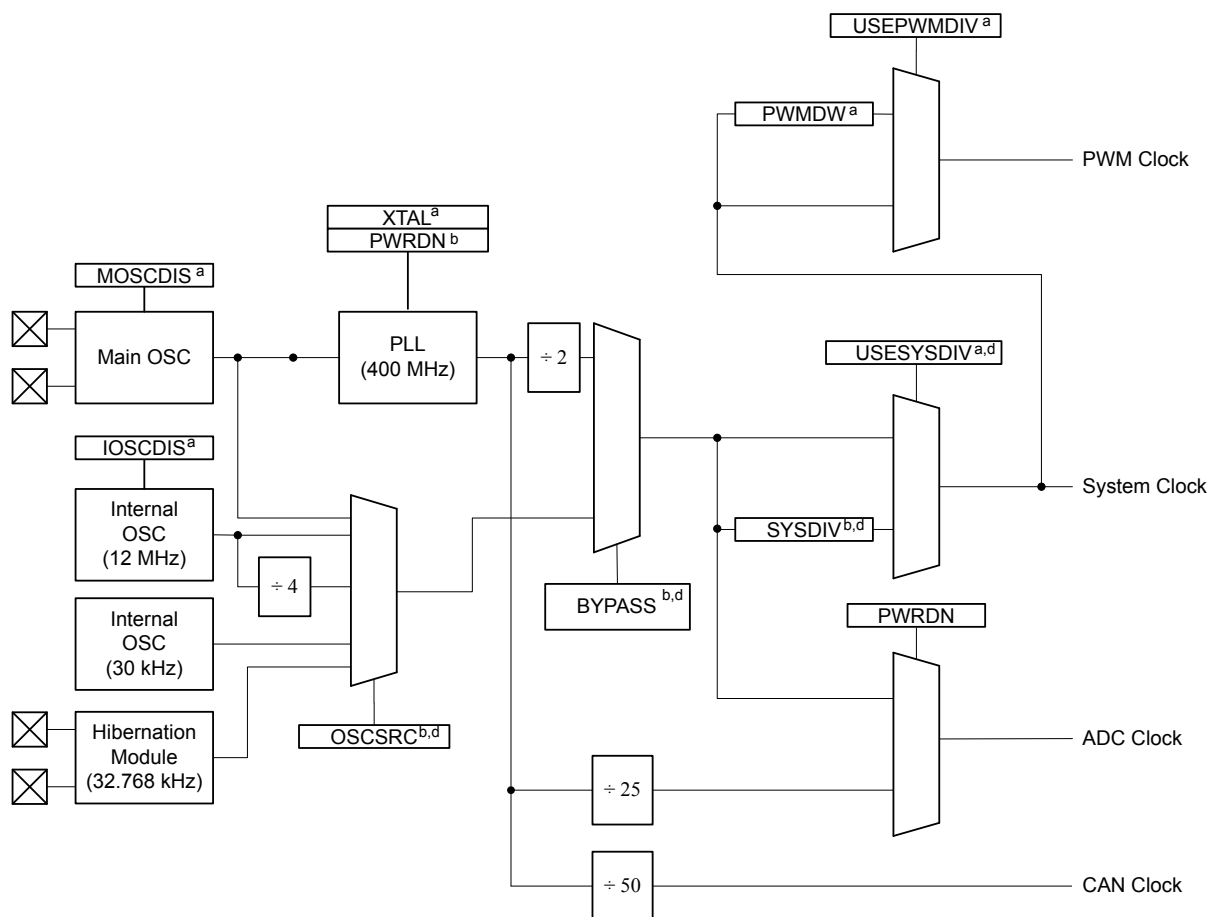 USEPWMDIV a
PWMDW a
PWM Clock
XTAL a
PWRDN b
MOSCDIS a
Main OSC
PLL
(400 MHz)
÷ 2
USESYSDIV a,d
IOSCDIS a
Internal
OSC
(12 MHz)
÷ 4
System Clock
SYSDIV b,d
BYPASS b,d
Internal
OSC
(30 kHz)
PWRDN
OSCSRC b,d
Hibernation
Module
(32.768 kHz)
ADC Clock
÷ 25
÷ 50
CAN Clock